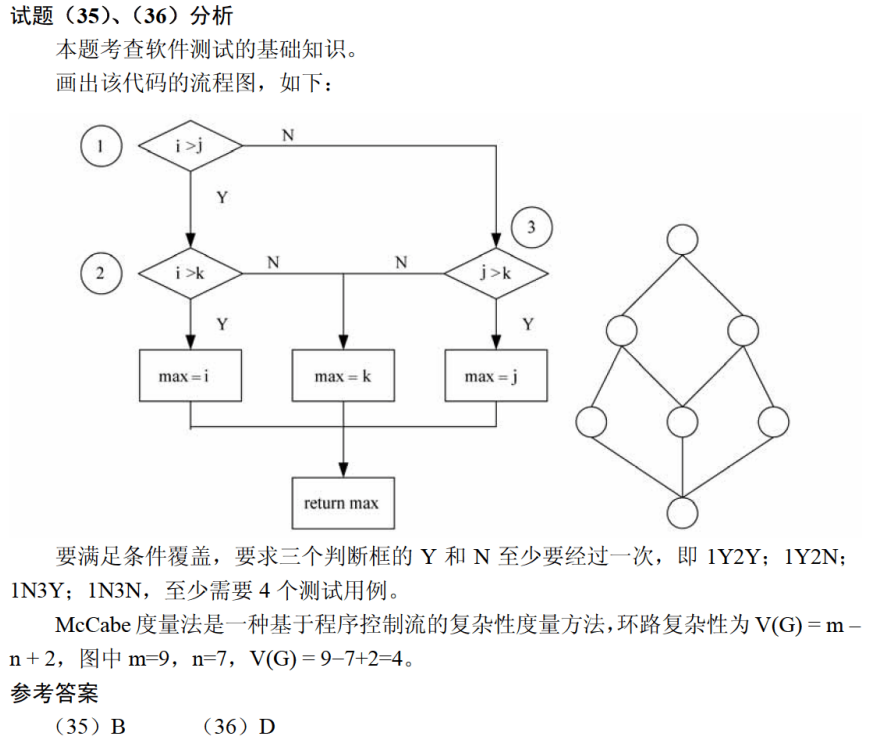 试题（35）、（36）分析
本题考查软件测试的基础知识。
画出该代码的流程图，如下：
1
i >j
N
Y
3
2
i >k
N
N
j >k
Y
Y
max = i
max = k
max = j
return max
要满足条件覆盖，要求三个判断框的 Y 和 N 至少要经过一次，即 1Y2Y；1Y2N；
1N3Y；1N3N，至少需要 4 个测试用例。
McCabe 度量法是一种基于程序控制流的复杂性度量方法，环路复杂性为 V(G) = m –
n + 2，图中 m=9，n=7，V(G) = 9–7+2=4。
参考答案
（35）B （36）D